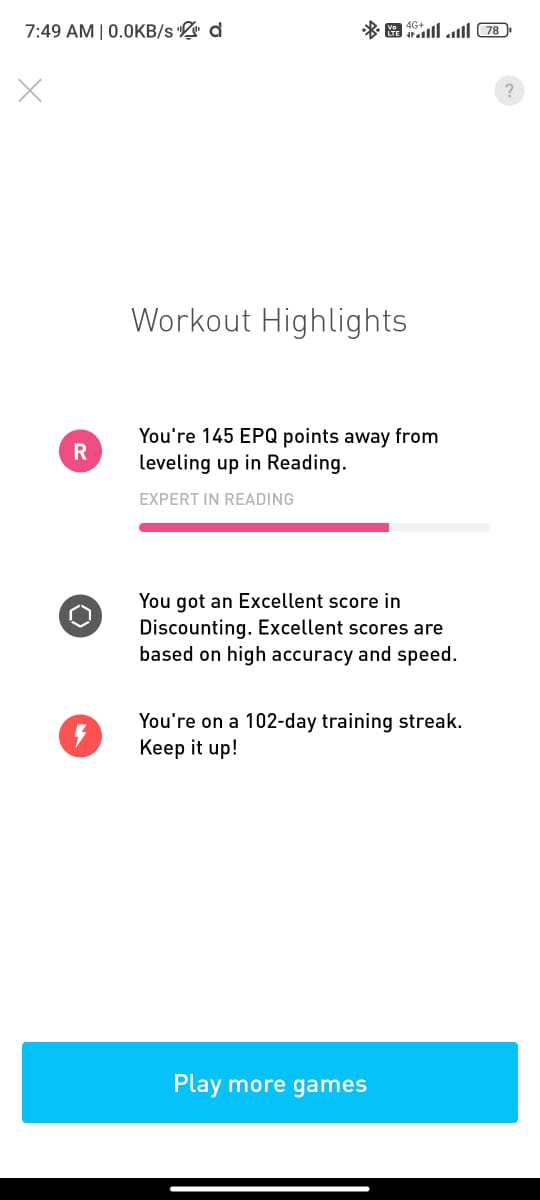 7:49 AM | 0.0KB/s d Vo LTE 4G+ 78
?
Workout Highlights
R
You're 145 EPQ points away from
leveling up in Reading.
EXPERT IN READING
You got an Excellent score in
Discounting. Excellent scores are
based on high accuracy and speed.
You're on a 102-day training streak.
Keep it up!
Play more games